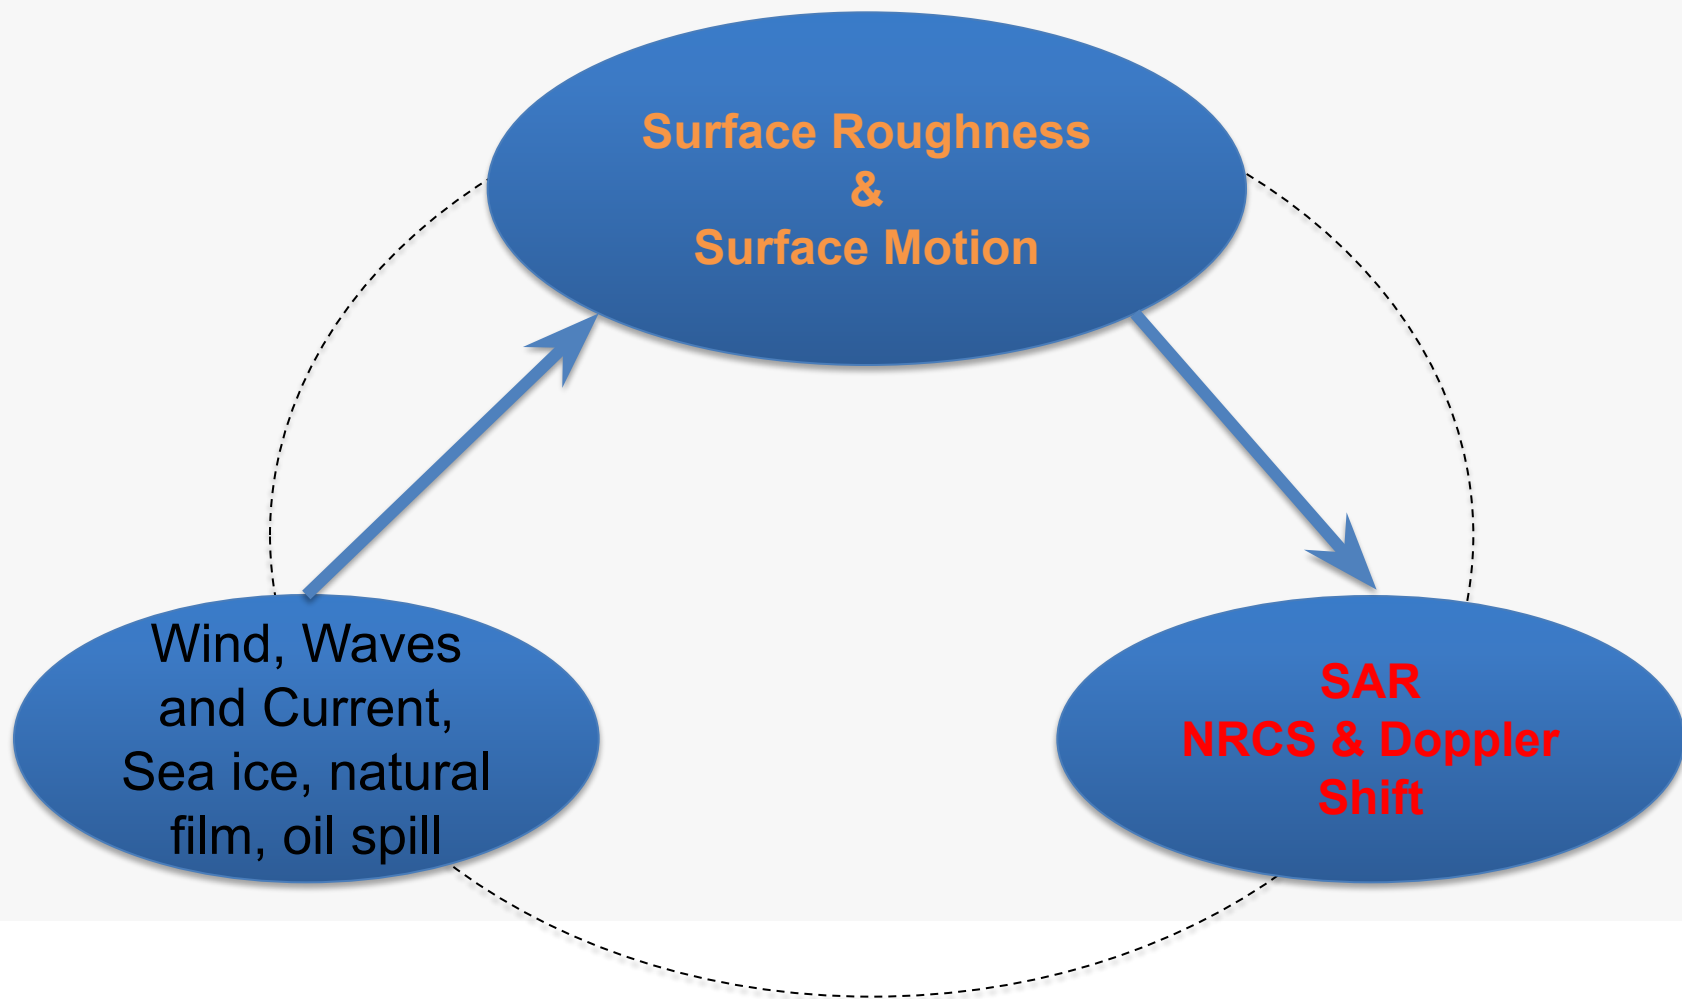 Surface Roughness
&
Surface Motion
Wind, Waves
and Current,
Sea ice, natural
film, oil spill
SAR
NRCS & Doppler
Shift